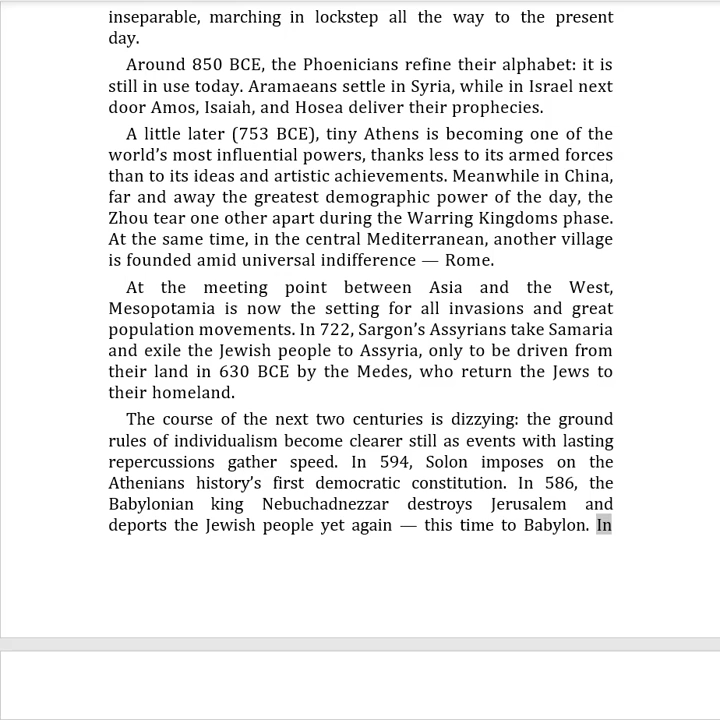 inseparable, marching in lockstep all the way to the present
day.
Around 850 BCE, the Phoenicians refine their alphabet: it is
still in use today. Aramaeans settle in Syria, while in Israel next
door Amos, Isaiah, and Hosea deliver their prophecies.
A little later (753 BCE), tiny Athens is becoming one of the
world’s most influential powers, thanks less to its armed forces
than to its ideas and artistic achievements. Meanwhile in China,
far and away the greatest demographic power of the day, the
Zhou tear one other apart during the Warring Kingdoms phase.
At the same time, in the central Mediterranean, another village
is founded amid universal indifference — Rome.
At the meeting point between Asia and the West,
Mesopotamia is now the setting for all invasions and great
population movements. In 722, Sargon’s Assyrians take Samaria
and exile the Jewish people to Assyria, only to be driven from
their land in 630 BCE by the Medes, who return the Jews to
their homeland.
The course of the next two centuries is dizzying: the ground
rules of individualism become clearer still as events with lasting
repercussions gather speed. In 594, Solon imposes on the
Athenians history’s first democratic constitution. In 586, the
Babylonian king Nebuchadnezzar destroys Jerusalem and
deports the Jewish people yet again — this time to Babylon. In